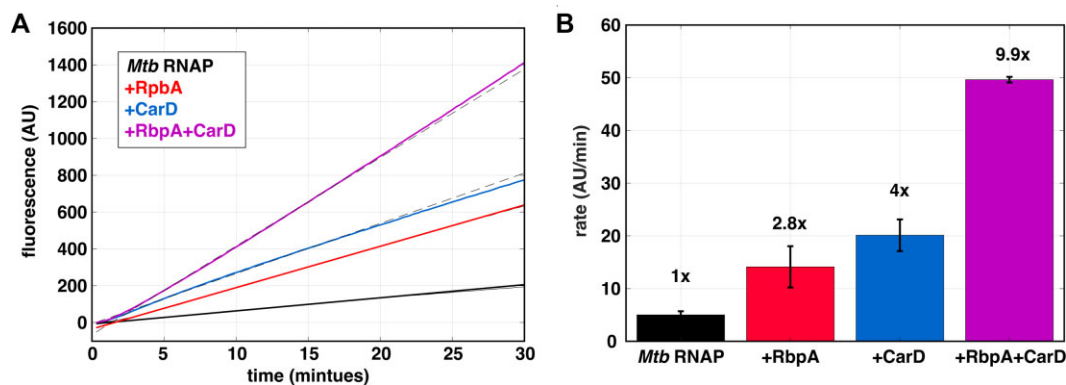 A
fluorescence (AU)
1600
1400
1200
1000
800
600
400
200
0
Mtb RNAP
+RpbA
+CarD
+RbpA+CarD
0
5
10
15
20
25
30
time (mintues)
B
rate (AU/min)
60
50
40
30
20
10
0
1x
2.8x
4x
9.9x
Mtb RNAP
+RbpA
+CarD
+RbpA+CarD